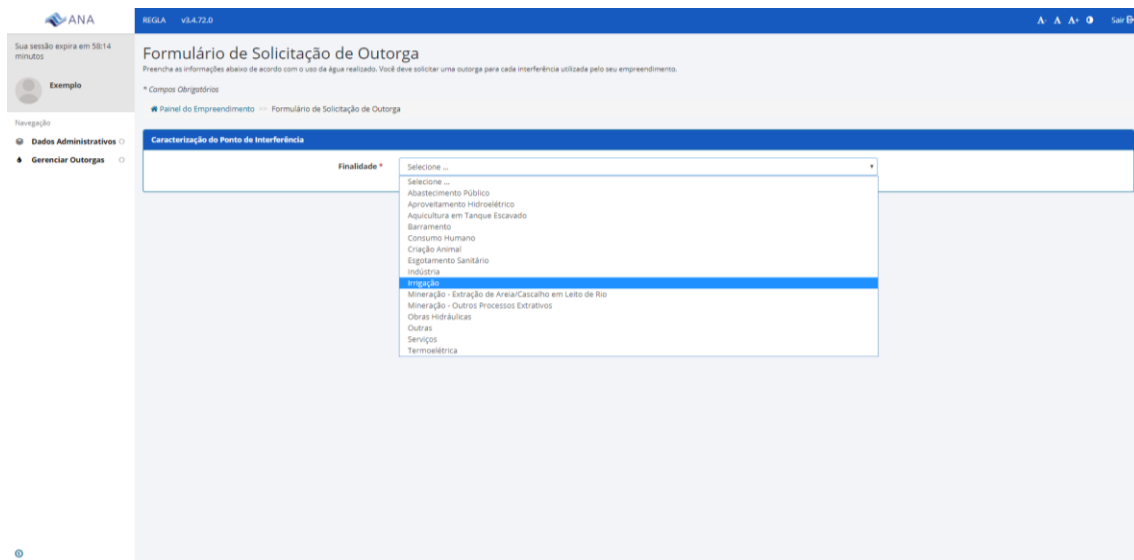 ANA
REGLA v3.4.72.0
A- A A+ Sair
Sua sessão expira em 58:14
minutos
Exemplo
Navegação
Dados Administrativos
Gerenciar Outorgas
Formulário de Solicitação de Outorga
Preencha as informações abaixo de acordo com o uso da água realizado. Você deve solicitar uma outorga para cada interferência utilizada pelo seu empreendimento.
* Campos Obrigatórios
Painel do Empreendimento >> Formulário de Solicitação de Outorga
Caracterização do Ponto de Interferência
Finalidade * Selecione ...
Selecione ...
Abastecimento Público
Aproveitamento Hidroelétrico
Aquicultura em Tanque Escavado
Barramento
Consumo Humano
Criação Animal
Esgotamento Sanitário
Indústria
Irrigação
Mineração - Extração de Areia/Cascalho em Leito de Rio
Mineração - Outros Processos Extrativos
Obras Hidráulicas
Outras
Serviços
Termoelétrica